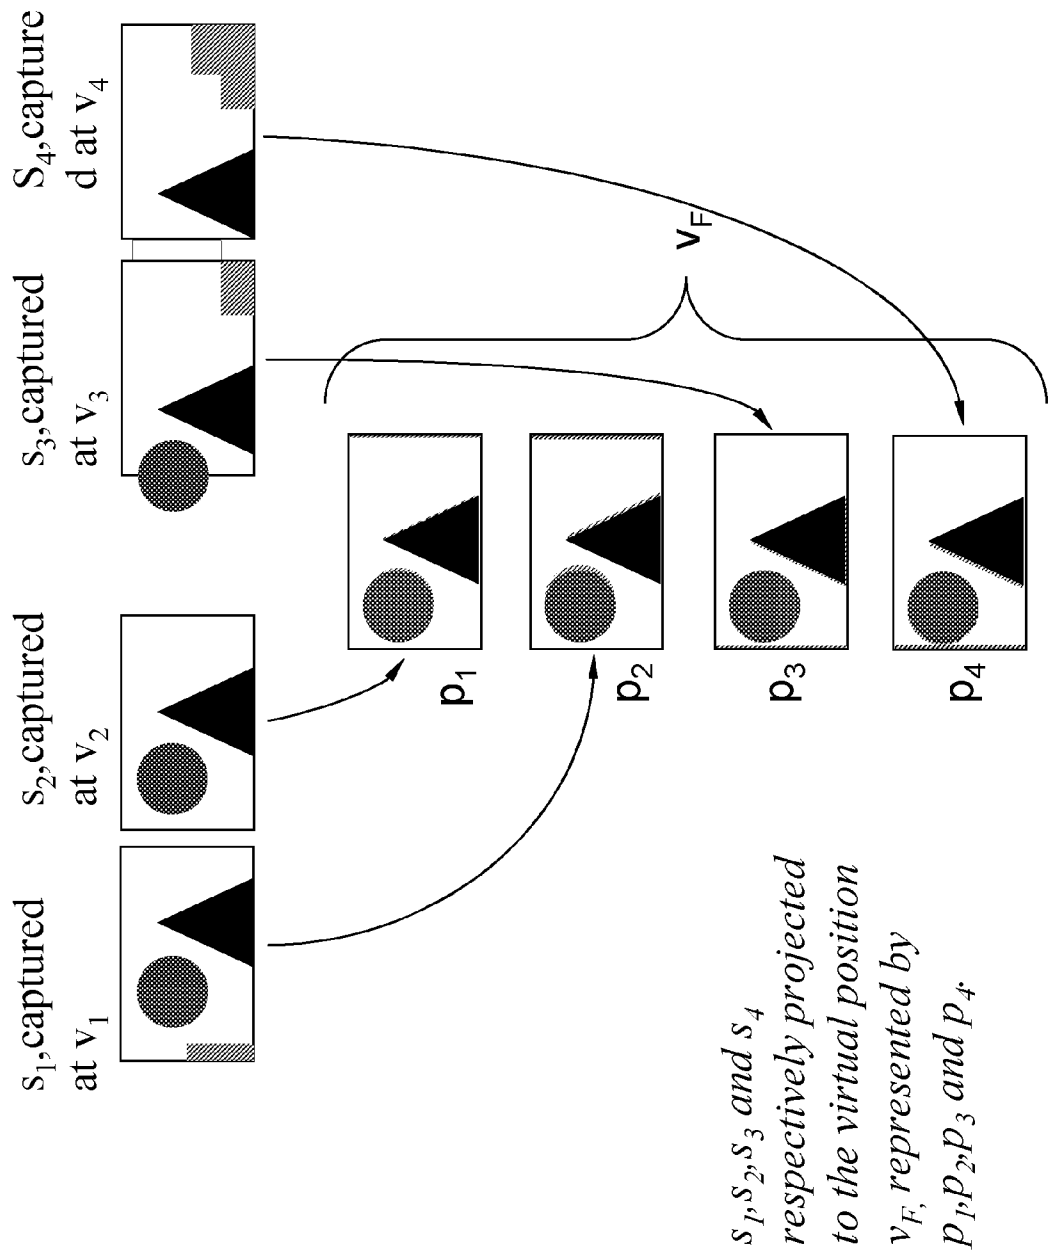 s1,captured
at v1
s2,captured
at v2
s3,captured
at v3
S4,capture
d at v4
vF
p1
p2
p3
p4
s1,s2,s3 and s4
respectively projected
to the virtual position
vF, represented by
p1,p2,p3 and p4.